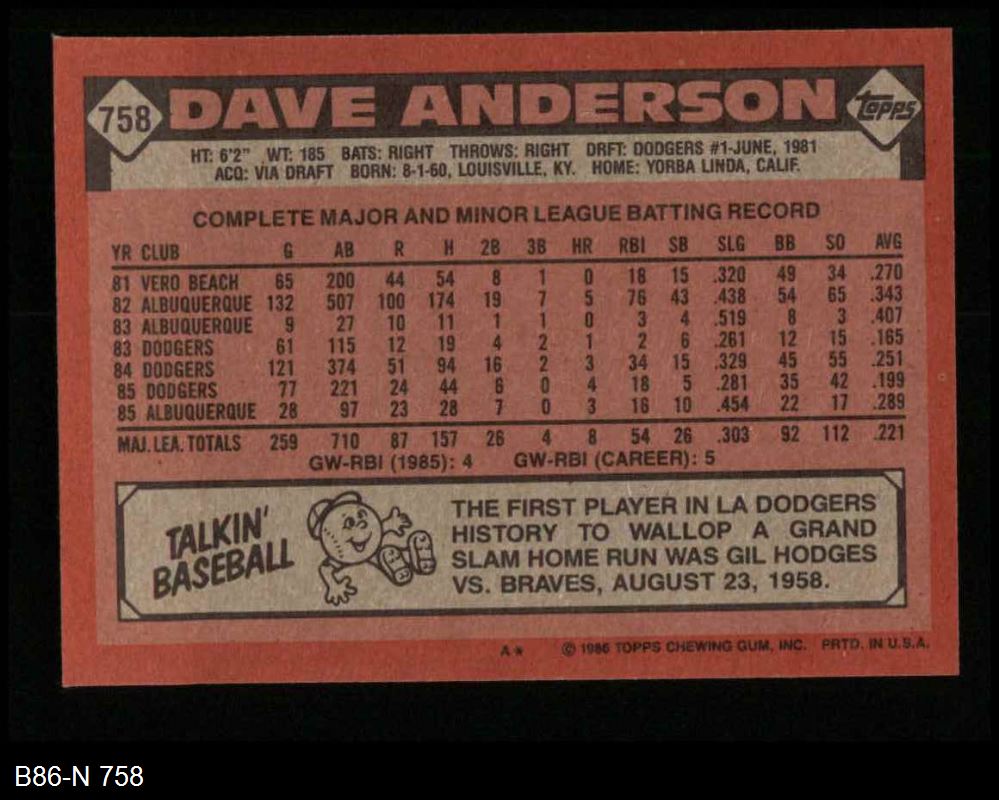 758 DAVE ANDERSON topps
HT: 6'2" WT: 185 BATS: RIGHT THROWS: RIGHT DRFT: DODGERS #1-JUNE, 1981
ACQ: VIA DRAFT BORN: 8-1-60, LOUISVILLE, KY. HOME: YORBA LINDA, CALIF.
COMPLETE MAJOR AND MINOR LEAGUE BATTING RECORD
YR CLUB G AB R H 2B 3B HR RBI SB SLG BB SO AVG
81 VERO BEACH 65 200 44 54 8 1 0 18 15 .320 49 34 .270
82 ALBUQUERQUE 132 507 100 174 19 7 5 76 43 .438 54 65 .343
83 ALBUQUERQUE 9 27 10 11 1 1 0 3 4 .519 8 3 .407
83 DODGERS 61 115 12 19 4 2 1 2 6 .261 12 15 .165
84 DODGERS 121 374 51 94 16 2 3 34 15 .329 45 55 .251
85 DODGERS 77 221 24 44 6 0 4 18 5 .281 35 42 .199
85 ALBUQUERQUE 28 97 23 28 7 0 3 16 10 .454 22 17 .289
MAJ. LEA. TOTALS 259 710 87 157 26 4 8 54 26 .303 92 112 .221
GW-RBI (1985): 4 GW-RBI (CAREER): 5
TALKIN'
BASEBALL
THE FIRST PLAYER IN LA DODGERS
HISTORY TO WALLOP A GRAND
SLAM HOME RUN WAS GIL HODGES
VS. BRAVES, AUGUST 23, 1958.
A* © 1986 TOPPS CHEWING GUM, INC. PRTD. IN U.S.A.
B86-N 758